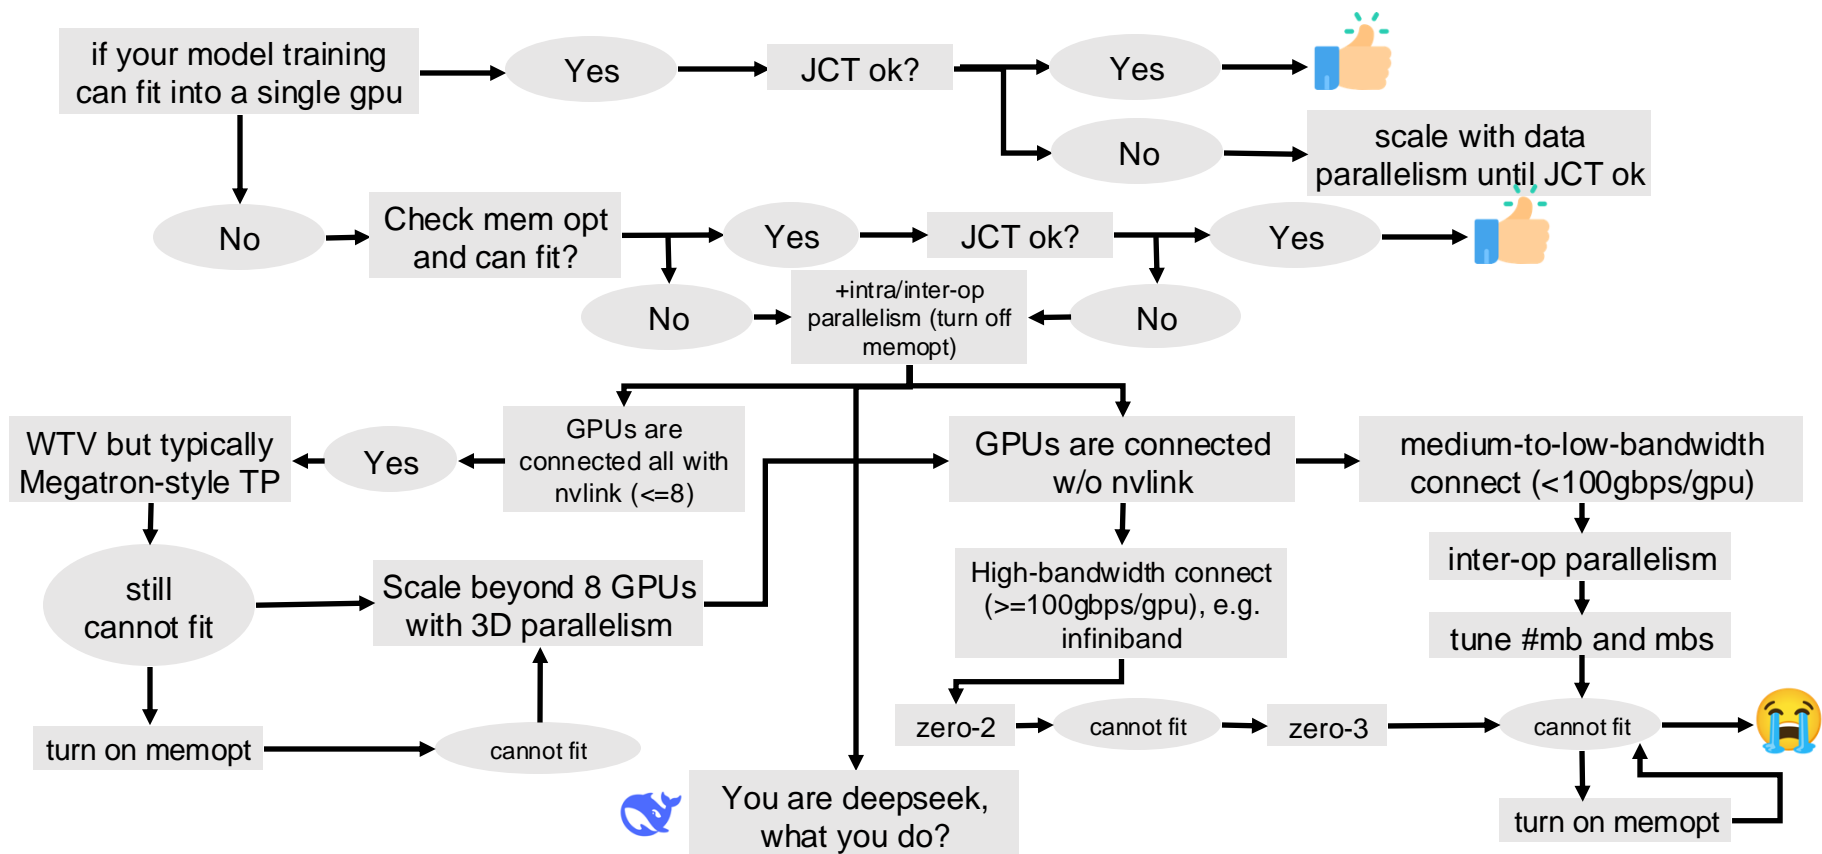 if your model training
can fit into a single gpu
Yes
JCT ok?
Yes
No
scale with data
parallelism until JCT ok
No
Check mem opt
and can fit?
Yes
JCT ok?
Yes
No
+intra/inter-op
parallelism (turn off
memopt)
No
WTV but typically
Megatron-style TP
Yes
GPUs are
connected all with
nvlink (<=8)
GPUs are connected
w/o nvlink
medium-to-low-bandwidth
connect (<100gbps/gpu)
still
cannot fit
Scale beyond 8 GPUs
with 3D parallelism
High-bandwidth connect
(>=100gbps/gpu), e.g.
infiniband
inter-op parallelism
tune #mb and mbs
turn on memopt
cannot fit
zero-2
cannot fit
zero-3
cannot fit
You are deepseek,
what you do?
turn on memopt